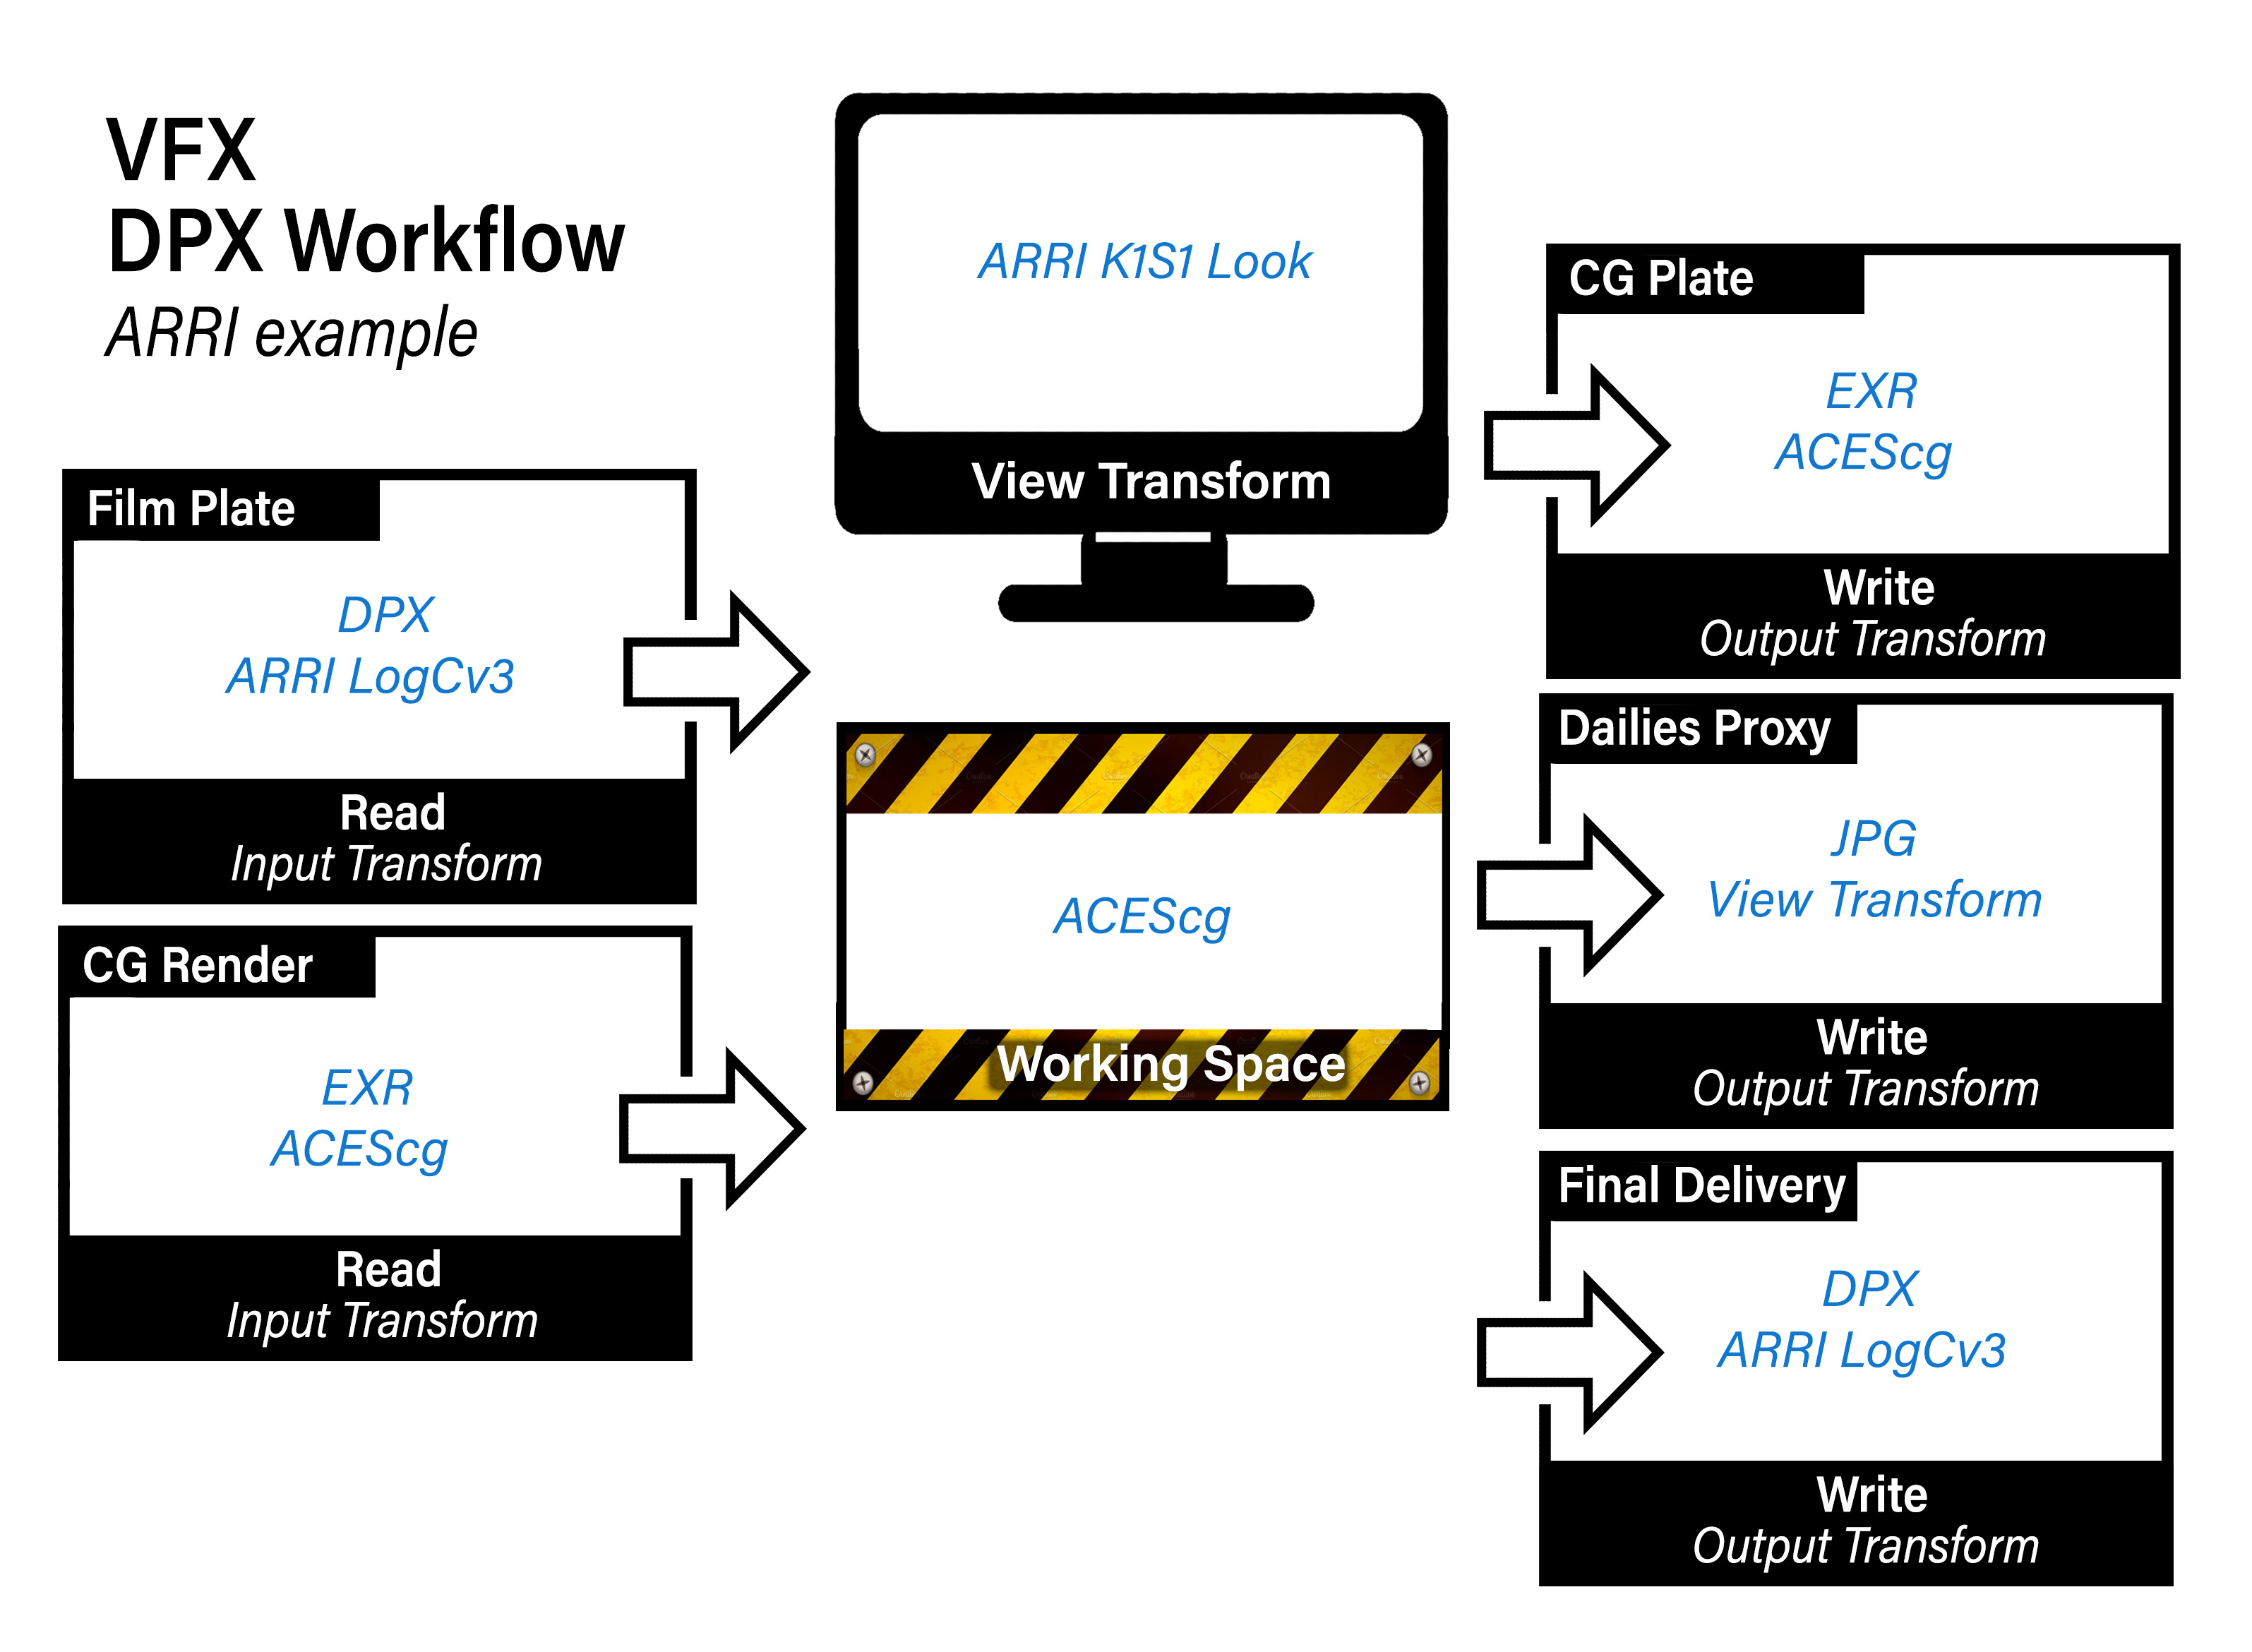 VFX
DPX Workflow
ARRI example
Film Plate
DPX
ARRI LogCv3
Read
Input Transform
CG Render
EXR
ACEScg
Read
Input Transform
ARRI K1S1 Look
View Transform
ACEScg
Working Space
CG Plate
EXR
ACEScg
Write
Output Transform
Dailies Proxy
JPG
View Transform
Write
Output Transform
Final Delivery
DPX
ARRI LogCv3
Write
Output Transform